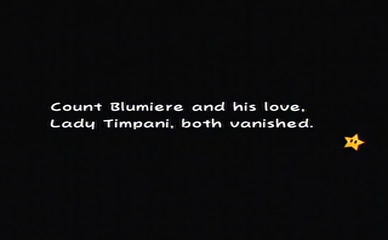 Count Blumiere and his love,
Lady Timpani, both vanished.